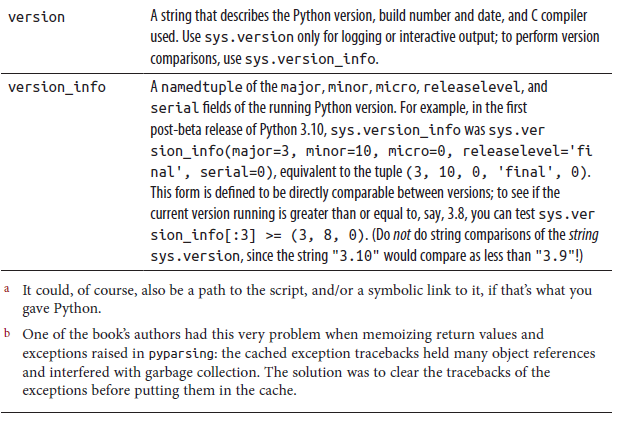 version A string that describes the Python version, build number and date, and C compiler
used. Use sys.version only for logging or interactive output; to perform version
comparisons, use sys.version_info.
version_info A namedtuple of the major, minor, micro, releaselevel, and
serial fields of the running Python version. For example, in the first
post-beta release of Python 3.10, sys.version_info was sys.ver
sion_info(major=3, minor=10, micro=0, releaselevel='fi
nal', serial=0), equivalent to the tuple (3, 10, 0, 'final', 0).
This form is defined to be directly comparable between versions; to see if the
current version running is greater than or equal to, say, 3.8, you can test sys.ver
sion_info[:3] >= (3, 8, 0). (Do not do string comparisons of the string
sys.version, since the string "3.10" would compare as less than "3.9"!)
a It could, of course, also be a path to the script, and/or a symbolic link to it, if that's what you
gave Python.
b One of the book's authors had this very problem when memoizing return values and
exceptions raised in pyparsing: the cached exception tracebacks held many object references
and interfered with garbage collection. The solution was to clear the tracebacks of the
exceptions before putting them in the cache.